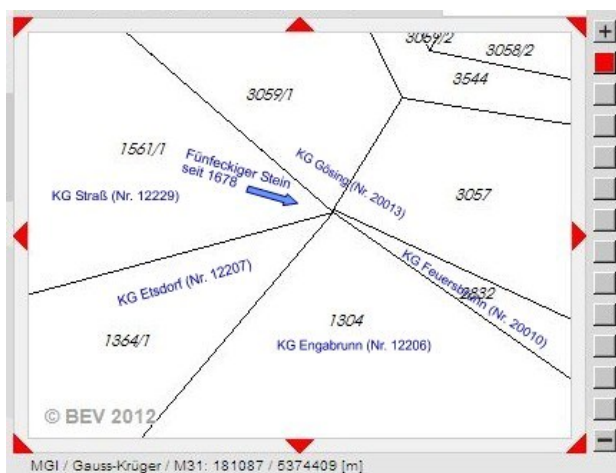 3069/2
3058/2
3544
3059/1
1561/1
Fünfeckiger Stein
seit 1678
KG Gösing (Nr. 20013)
3057
KG Straß (Nr. 12229)
KG Etsdorf (Nr. 12207)
KG Feuersbrunn (Nr. 20010)
2832
1304
1364/1
KG Engabrunn (Nr. 12206)
© BEV 2012
MGI / Gauss-Krüger / M31: 181087 / 5374409 [m]